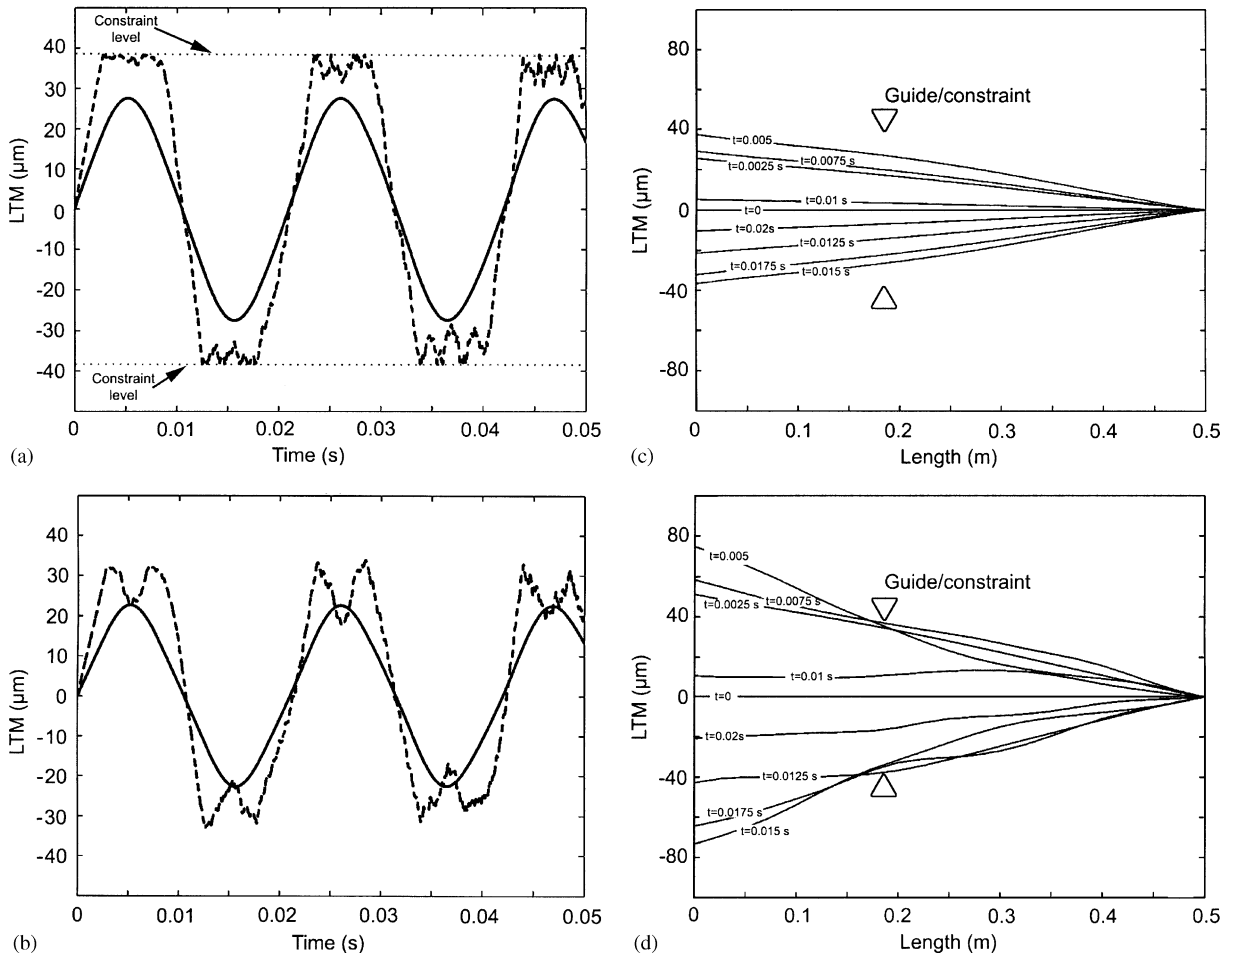 Constraint
level
40
30
20
10
0
-10
-20
-30
-40
LTM (µm)
Constraint
level
0
0.01
0.02
0.03
0.04
0.05
Time (s)
(a)
80
40
0
-40
-80
LTM (µm)
Guide/constraint
t=0.005
t=0.0075 s
t=0.0025 s
t=0.01 s
t=0
t=0.02s
t=0.0125 s
t=0.0175 s
t=0.015 s
0
0.1
0.2
0.3
0.4
0.5
Length (m)
(c)
40
30
20
10
0
-10
-20
-30
-40
LTM (µm)
0
0.01
0.02
0.03
0.04
0.05
Time (s)
(b)
80
40
0
-40
-80
LTM (µm)
Guide/constraint
t=0.005
t=0.0075 s
t=0.0025 s
t=0.01 s
t=0
t=0.02s
t=0.0125 s
t=0.0175 s
t=0.015 s
0
0.1
0.2
0.3
0.4
0.5
Length (m)
(d)